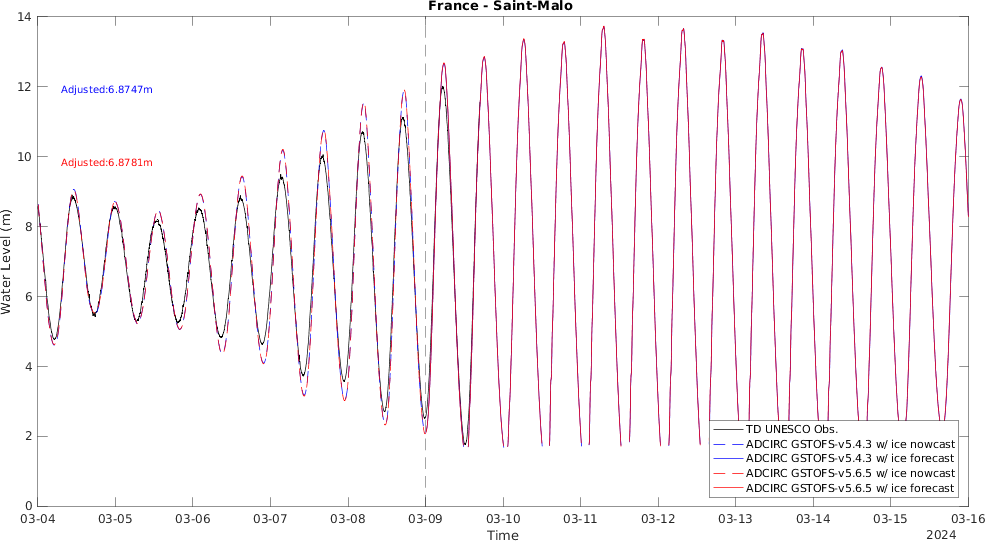 France - Saint-Malo
14
12
10
8
6
4
2
0
Water Level (m)
Adjusted:6.8747m
Adjusted:6.8781m
TD UNESCO Obs.
ADCIRC GSTOFS-v5.4.3 w/ ice nowcast
ADCIRC GSTOFS-v5.4.3 w/ ice forecast
ADCIRC GSTOFS-v5.6.5 w/ ice nowcast
ADCIRC GSTOFS-v5.6.5 w/ ice forecast
03-04 03-05 03-06 03-07 03-08 03-09 03-10 03-11 03-12 03-13 03-14 03-15 03-16
Time
2024